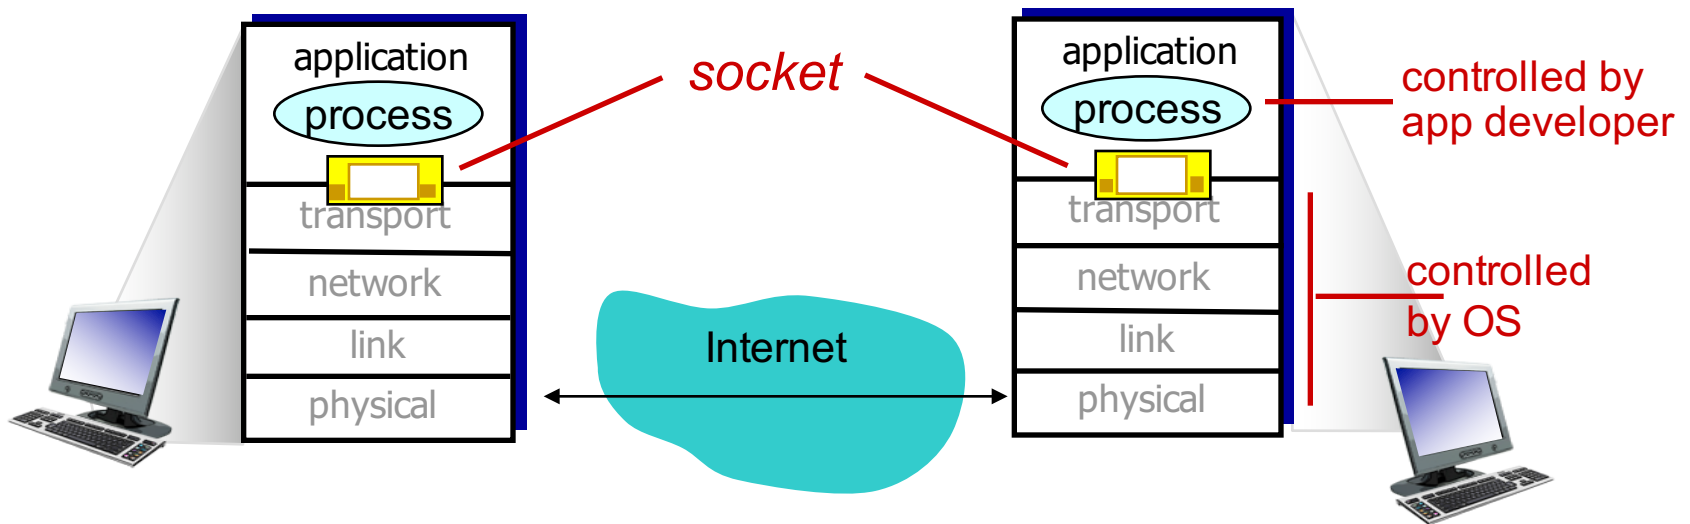 application
process
transport
network
link
physical
socket
Internet
application
process
transport
network
link
physical
controlled by
app developer
controlled
by OS